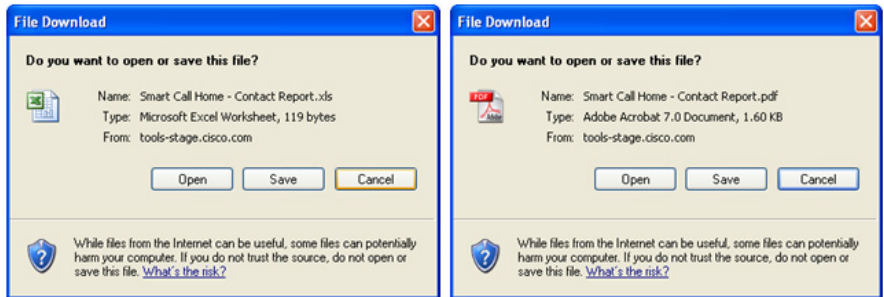 File Download
Do you want to open or save this file?
Name: Smart Call Home - Contact Report.xls
Type: Microsoft Excel Worksheet, 119 bytes
From: tools-stage.cisco.com
Open Save Cancel
While files from the Internet can be useful, some files can potentially
harm your computer. If you do not trust the source, do not open or
save this file. What's the risk?
File Download
Do you want to open or save this file?
PDF
Adobe
Name: Smart Call Home - Contact Report.pdf
Type: Adobe Acrobat 7.0 Document, 1.60 KB
From: tools-stage.cisco.com
Open Save Cancel
While files from the Internet can be useful, some files can potentially
harm your computer. If you do not trust the source, do not open or
save this file. What's the risk?